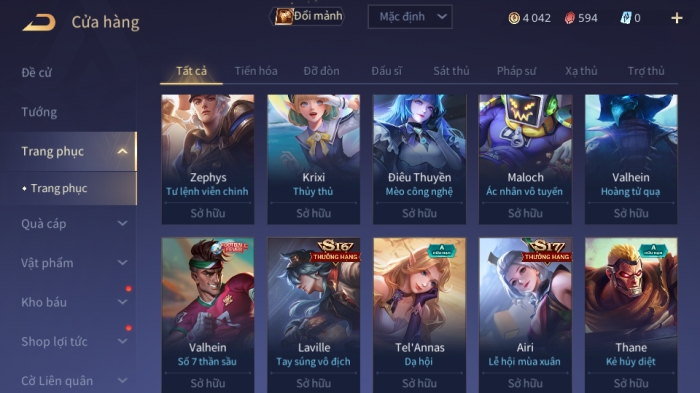 Cửa hàng
Đổi mảnh
Mặc định
4 042
594
0
Đề cử
Tướng
Trang phục
Trang phục
Quà cáp
Vật phẩm
Kho báu
Shop lợi tức
Cờ Liên quân
Tất cả Tiến hóa Đỡ đòn Đấu sĩ Sát thủ Pháp sư Xạ thủ Trợ thủ
Zephys
Tư lệnh viễn chinh
Sở hữu
Krixi
Thủy thủ
Sở hữu
Điêu Thuyền
Mèo công nghệ
Sở hữu
Maloch
Ác nhân vô tuyến
Sở hữu
Valhein
Hoàng tử quạ
Sở hữu
Valhein
Số 7 thần sầu
Sở hữu
S16
THƯỞNG HẠNG
Laville
Tay súng vô địch
Sở hữu
A
HỮU HẠN
Tel'Annas
Dạ hội
Sở hữu
S17
THƯỞNG HẠNG
Airi
Lễ hội mùa xuân
Sở hữu
A
HỮU HẠN
Thane
Kẻ hủy diệt
Sở hữu